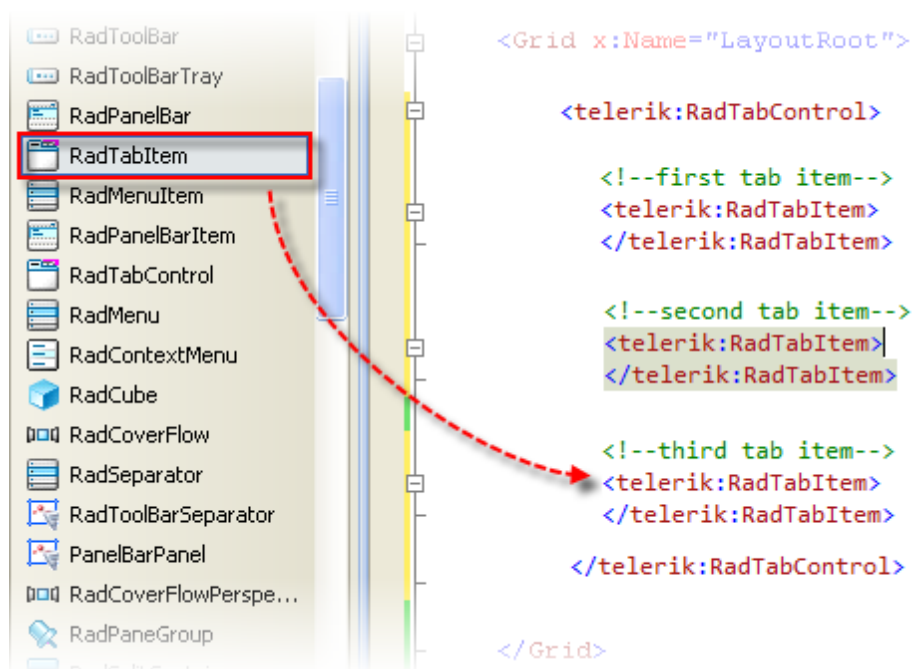 RadToolBar
RadToolBarTray
RadPanelBar
RadTabItem
RadMenuItem
RadPanelBarItem
RadTabControl
RadMenu
RadContextMenu
RadCube
RadCoverFlow
RadSeparator
RadToolBarSeparator
PanelBarPanel
RadCoverFlowPerspe...
RadPaneGroup
<Grid x:Name="LayoutRoot">
<telerik:RadTabControl>
<!--first tab item-->
<telerik:RadTabItem>
</telerik:RadTabItem>
<!--second tab item-->
<telerik:RadTabItem>
</telerik:RadTabItem>
<!--third tab item-->
<telerik:RadTabItem>
</telerik:RadTabItem>
</telerik:RadTabControl>
</Grid>